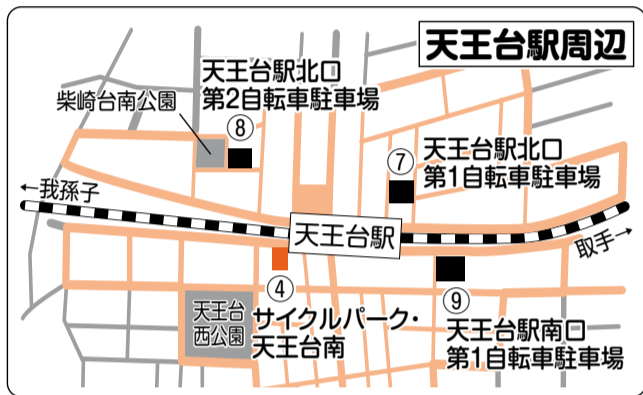 天王台駅周辺
天王台駅北口
第2自転車駐車場
⑧
柴崎台南公園
⑦
天王台駅北口
第1自転車駐車場
←我孫子
天王台駅
取手→
④
サイクルパーク・
天王台南
天王台
西公園
⑨
天王台駅南口
第1自転車駐車場